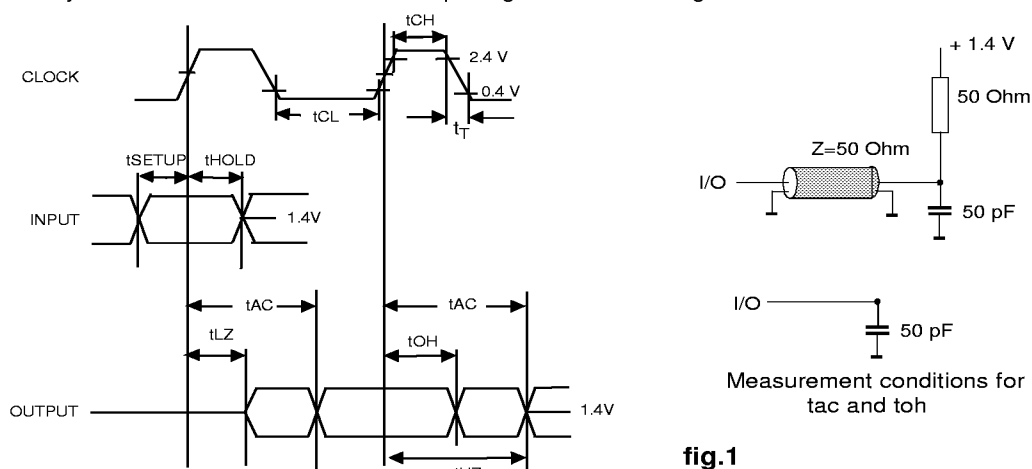 tCH
2.4 V
CLOCK
0.4 V
tCL
tT
tSETUP
tHOLD
INPUT
1.4V
tAC
tAC
tLZ
tOH
OUTPUT
1.4V
+ 1.4 V
50 Ohm
Z=50 Ohm
I/O
50 pF
I/O
50 pF
Measurement conditions for
tac and toh
fig.1